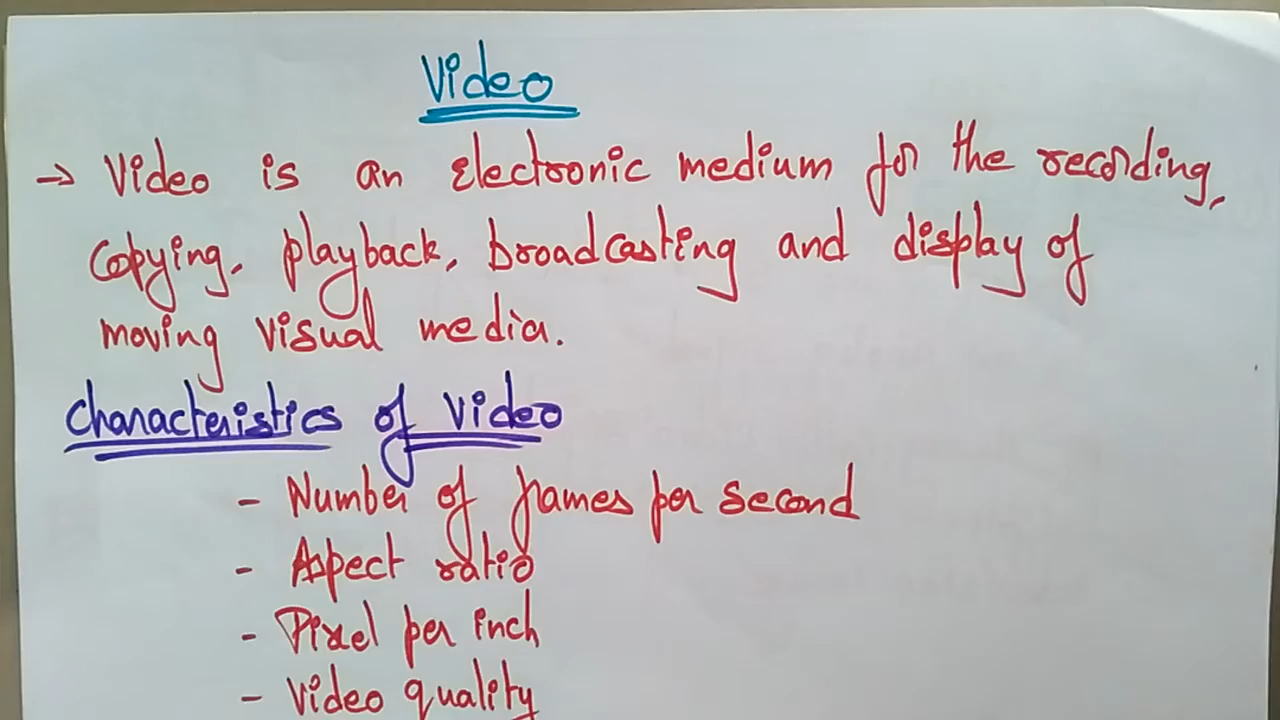 Video
→ Video is an Electronic medium for the recording,
copying, playback, broadcasting and display of
moving visual media.
Characteristics of Video
- Number of frames per second
- Aspect ratio
- Pixel per inch
- Video quality